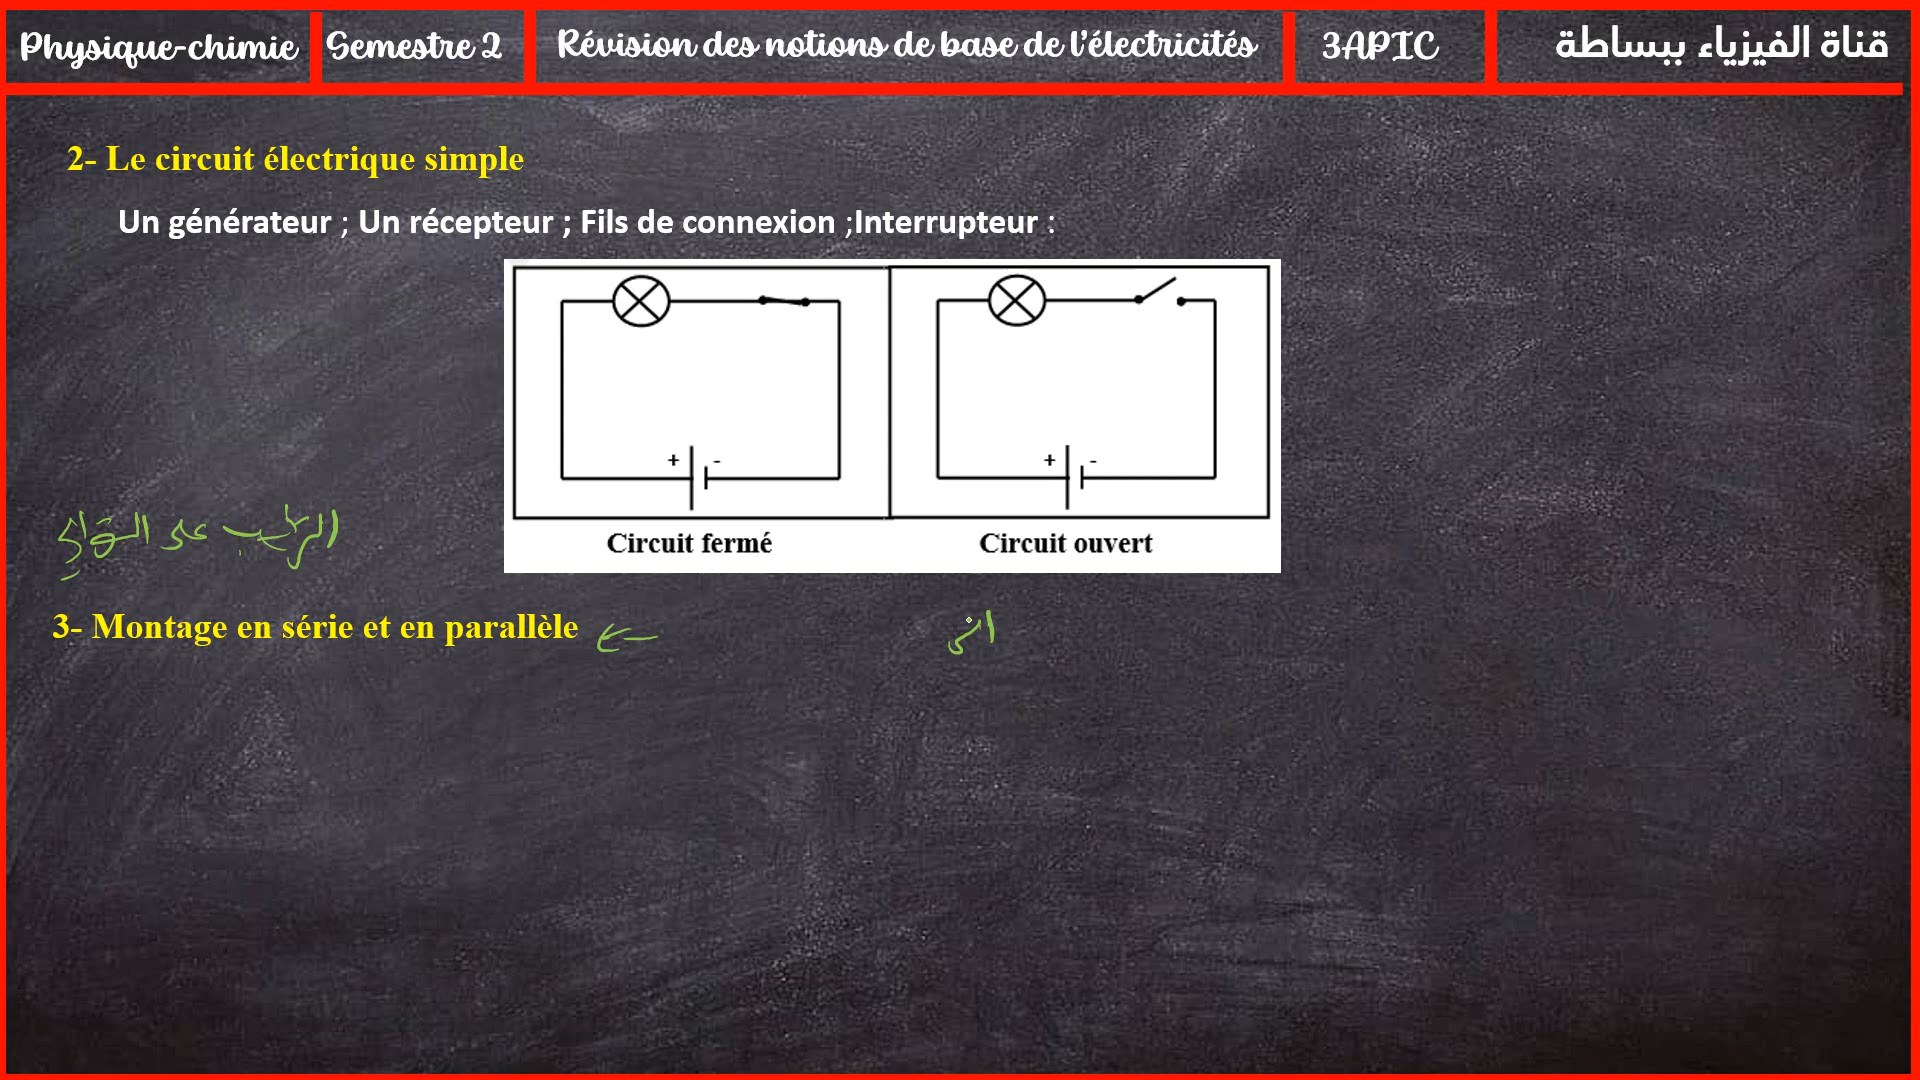 Physique-chimie Semestre 2 Révision des notions de base de l'électricités 3APIC قناة الفيزياء ببساطة
2- Le circuit électrique simple
Un générateur ; Un récepteur ; Fils de connexion ;Interrupteur :
+ - + -
Circuit fermé Circuit ouvert
على
3- Montage en série et en parallèle ←